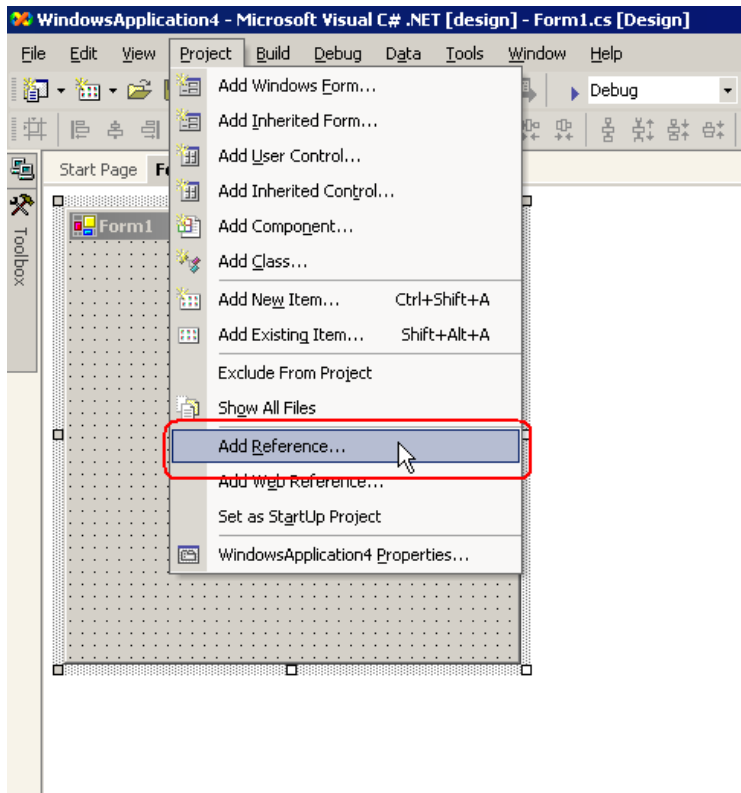 WindowsApplication4 - Microsoft Visual C# .NET [design] - Form1.cs [Design]
File Edit View Project Build Debug Data Tools Window Help
Debug
Start Page
Toolbox
Form1
Add Windows Form...
Add Inherited Form...
Add User Control...
Add Inherited Control...
Add Component...
Add Class...
Add New Item... Ctrl+Shift+A
Add Existing Item... Shift+Alt+A
Exclude From Project
Show All Files
Add Reference...
Add Web Reference...
Set as StartUp Project
WindowsApplication4 Properties...